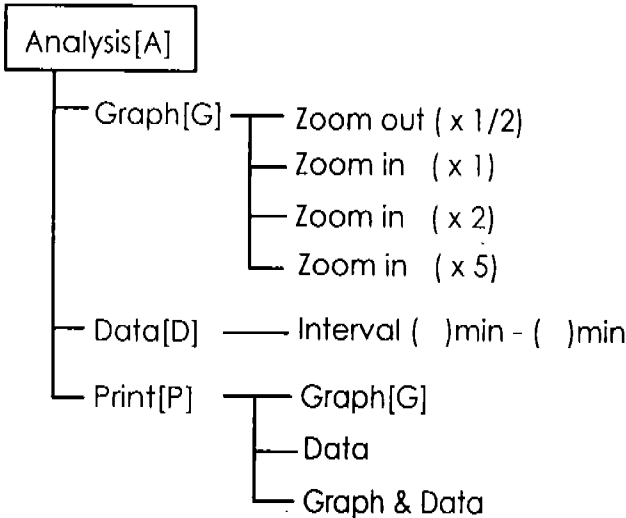 Analysis[A]
Graph[G] Zoom out ( x 1/2)
Zoom in ( x 1)
Zoom in ( x 2)
Zoom in ( x 5)
Data[D] Interval ( )min - ( )min
Print[P] Graph[G]
Data
Graph & Data